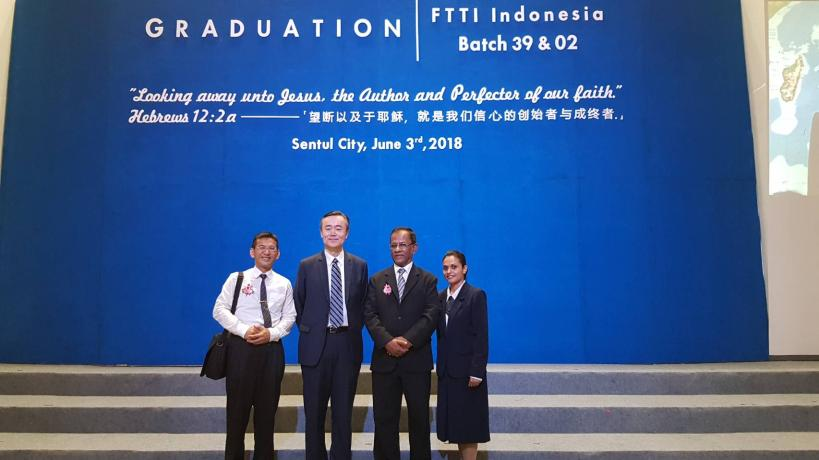 GRADUATION
FTTI Indonesia
Batch 39 & 02
"Looking away unto Jesus, the Author and Perfecter of our faith."
Hebrews 12:2a ——— 「望断以及于耶稣，就是我们信心的创始者与成终者.」
Sentul City, June 3rd, 2018